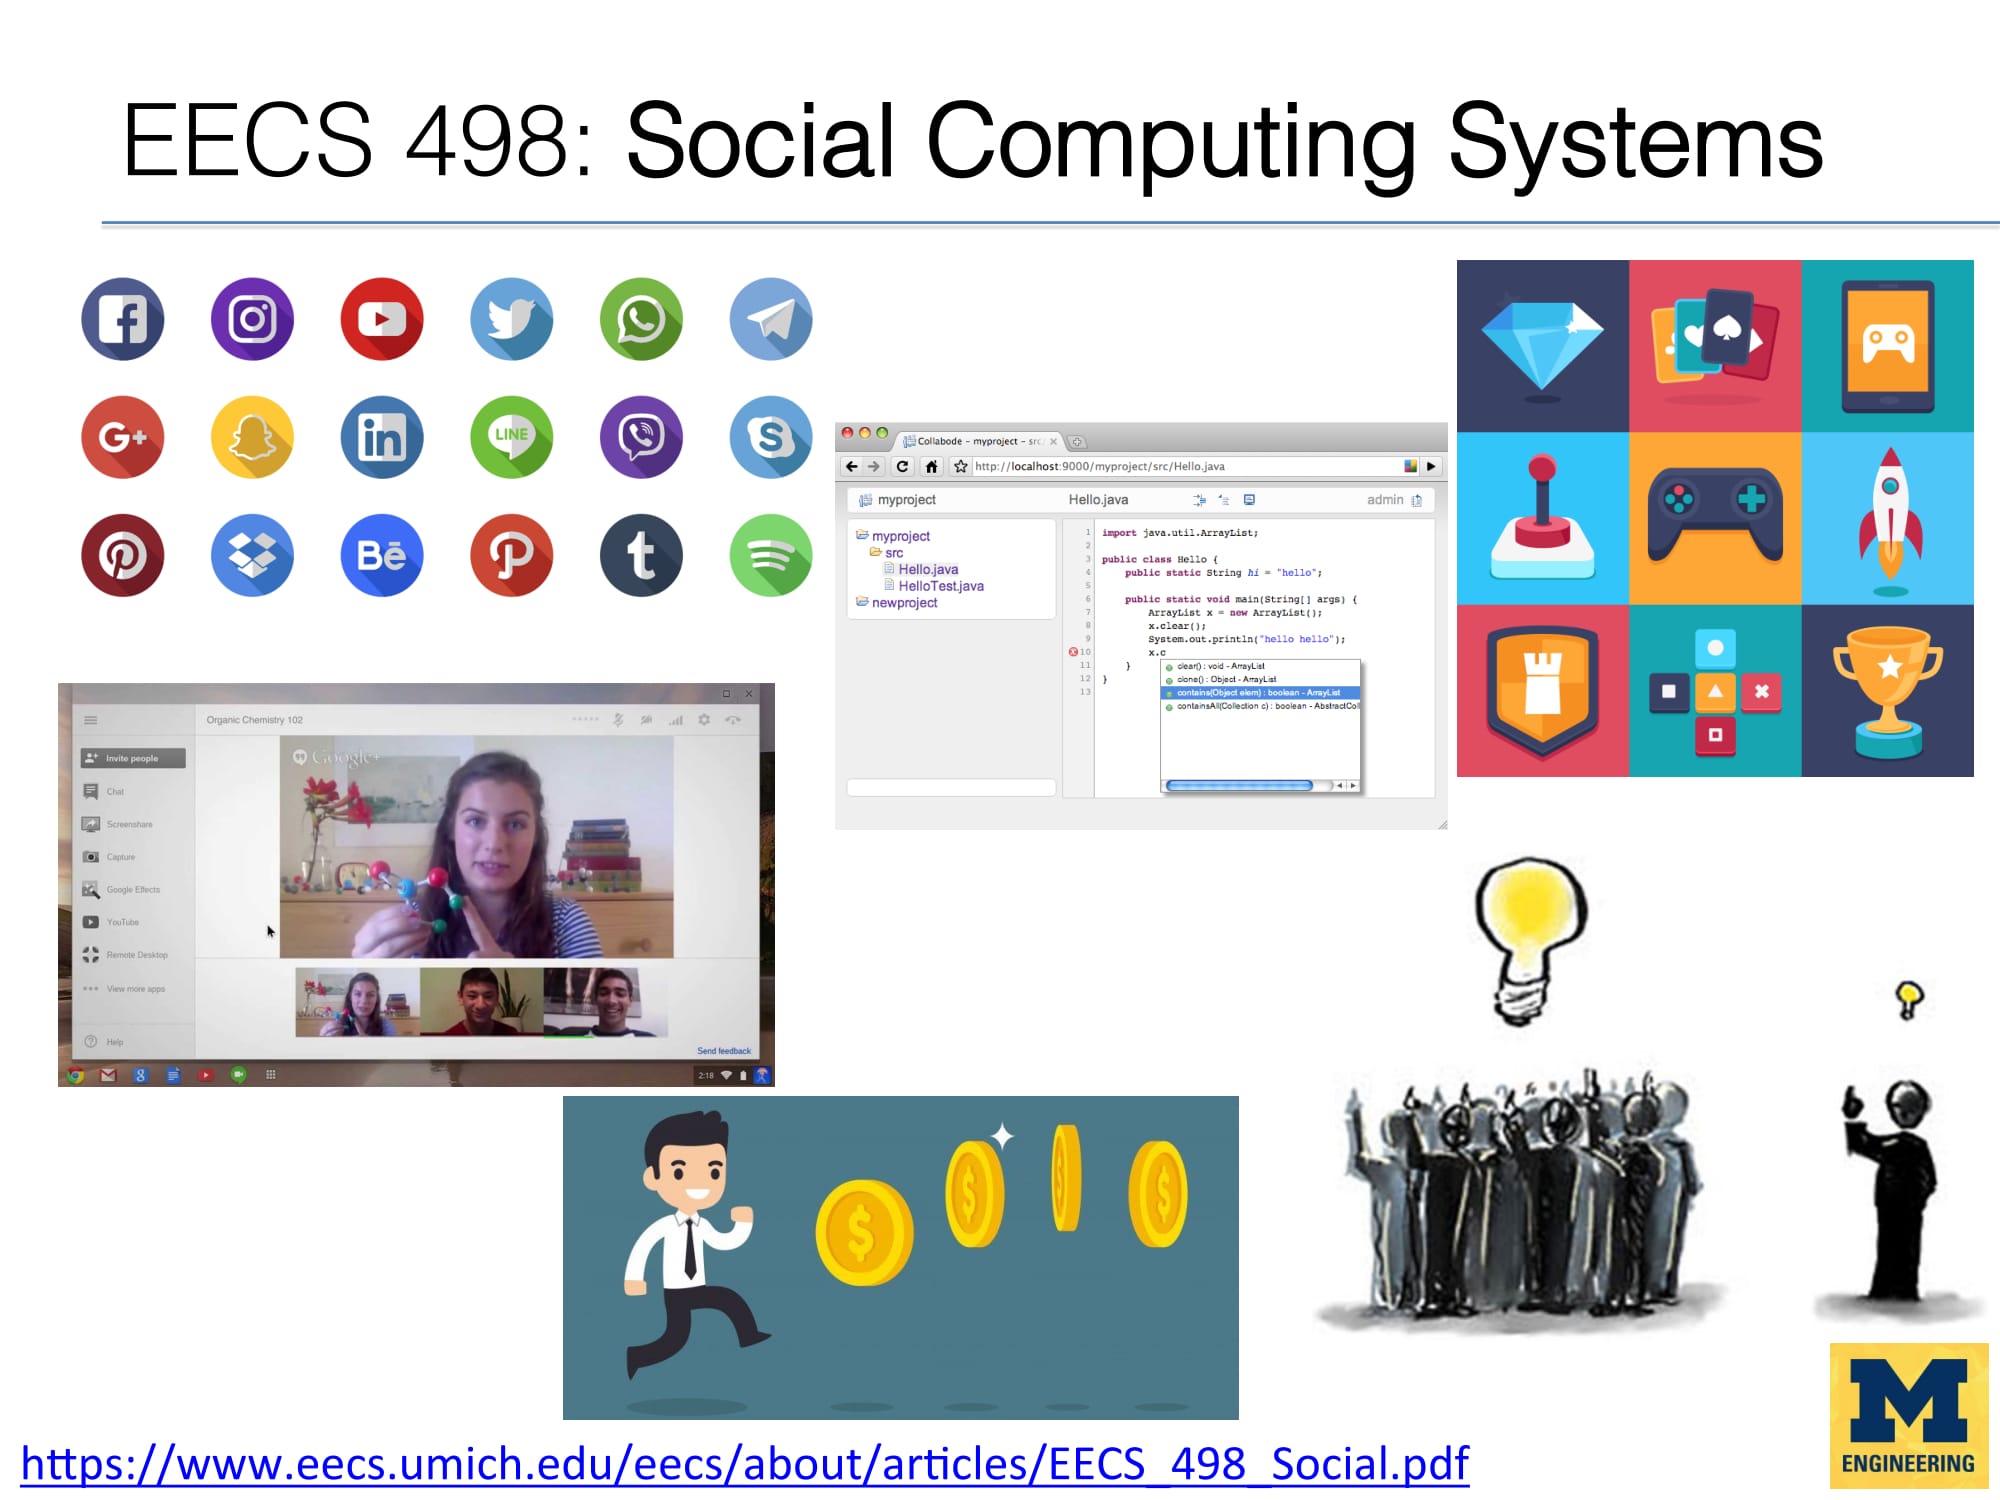 EECS 498: Social Computing Systems
LINE
Bē
Collabode - myproject - src/
http://localhost:9000/myproject/src/Hello.java
myproject
Hello.java
admin
myproject
src
Hello.java
HelloTest.java
newproject
1 import java.util.ArrayList;
2
3 public class Hello {
4 public static String hi = "hello";
5
6 public static void main(String[] args) {
7 ArrayList x = new ArrayList();
8 x.clear();
9 System.out.println("hello hello");
10 x.c
11 }
12 }
13
clear() : void - ArrayList
clone() : Object - ArrayList
contains(Object elem) : boolean - ArrayList
containsAll(Collection c) : boolean - AbstractColl
Organic Chemistry 102
Invite people
Chat
Screenshare
Capture
Google Effects
YouTube
Remote Desktop
View more apps
Help
Google+
Send feedback
2:18
https://www.eecs.umich.edu/eecs/about/articles/EECS_498_Social.pdf
M
ENGINEERING